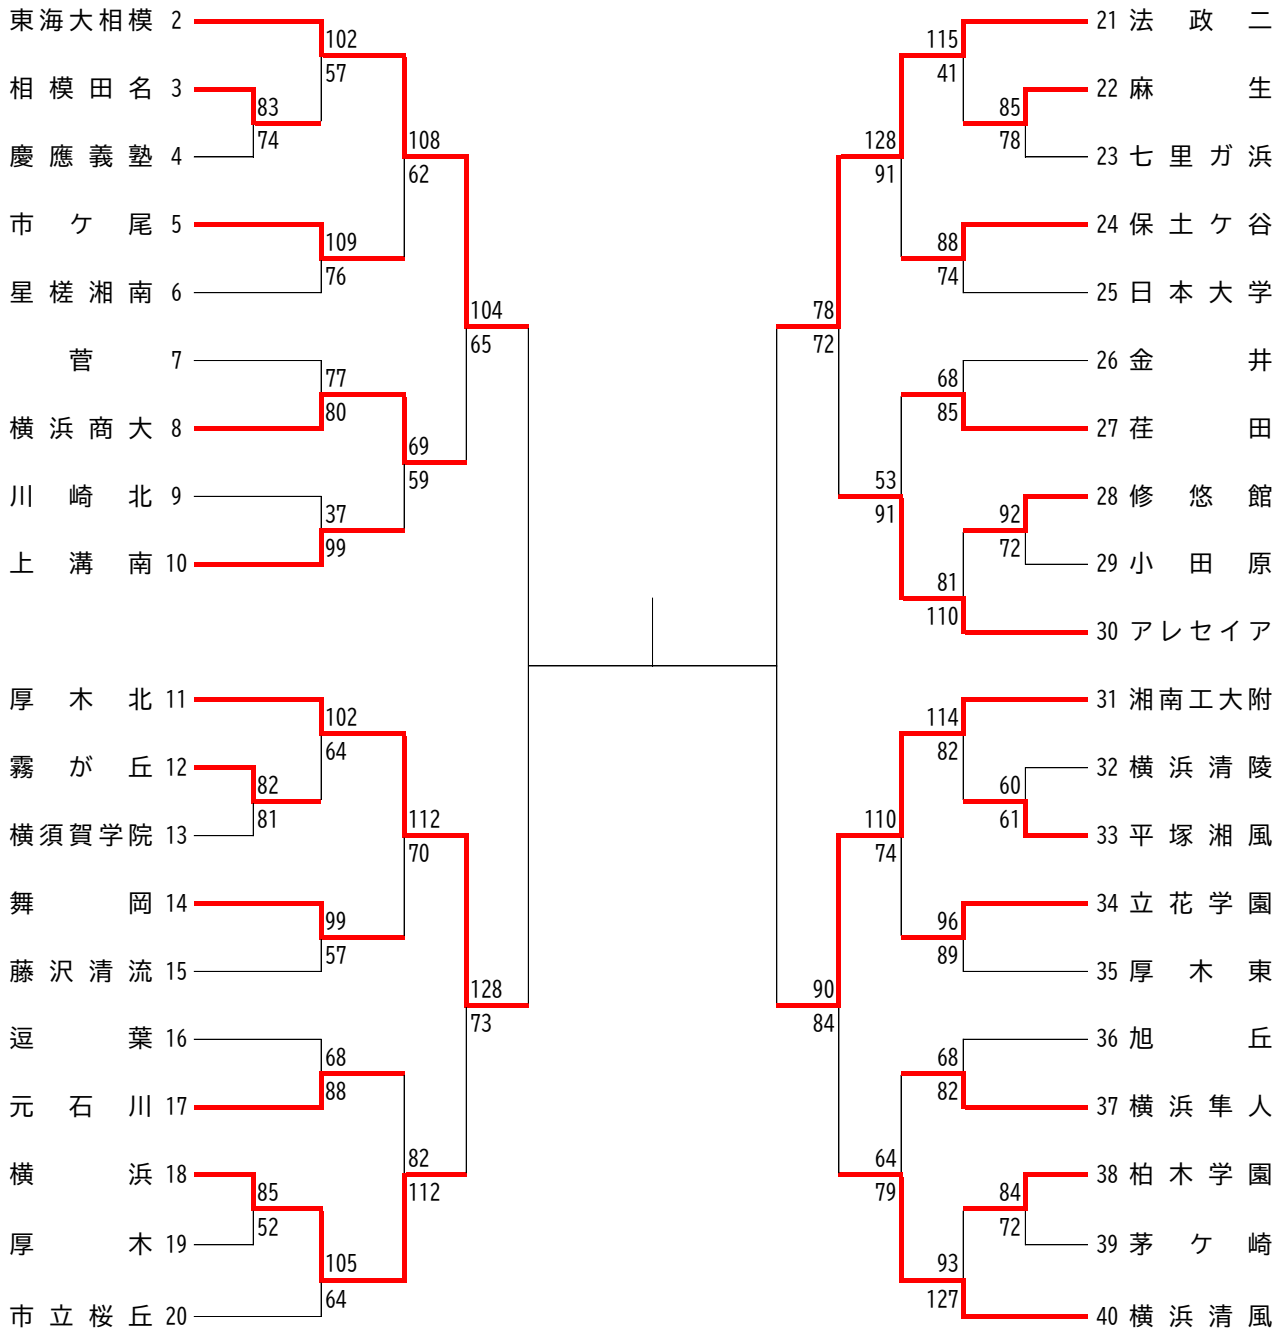 東海大相模 2
102
57
相模田名 3
83
74
慶應義塾 4
108
62
市ケ尾 5
109
76
星槎湘南 6
104
65
菅 7
77
80
横浜商大 8
69
59
川崎北 9
37
99
上溝南 10
厚木北 11
102
64
霧が丘 12
82
81
横須賀学院 13
112
70
舞岡 14
99
57
藤沢清流 15
128
73
逗葉 16
68
88
元石川 17
82
112
横浜 18
85
52
厚木 19
105
64
市立桜丘 20
21 法政二
115
41
22 麻生
85
78
23 七里ガ浜
128
91
24 保土ケ谷
88
74
25 日本大学
78
72
26 金井
68
85
27 荏田
53
91
28 修悠館
92
72
29 小田原
81
110
30 アレセイア
31 湘南工大附
114
82
32 横浜清陵
60
61
33 平塚湘風
110
74
34 立花学園
96
89
35 厚木東
90
84
36 旭丘
68
82
37 横浜隼人
64
79
38 柏木学園
84
72
39 茅ケ崎
93
127
40 横浜清風